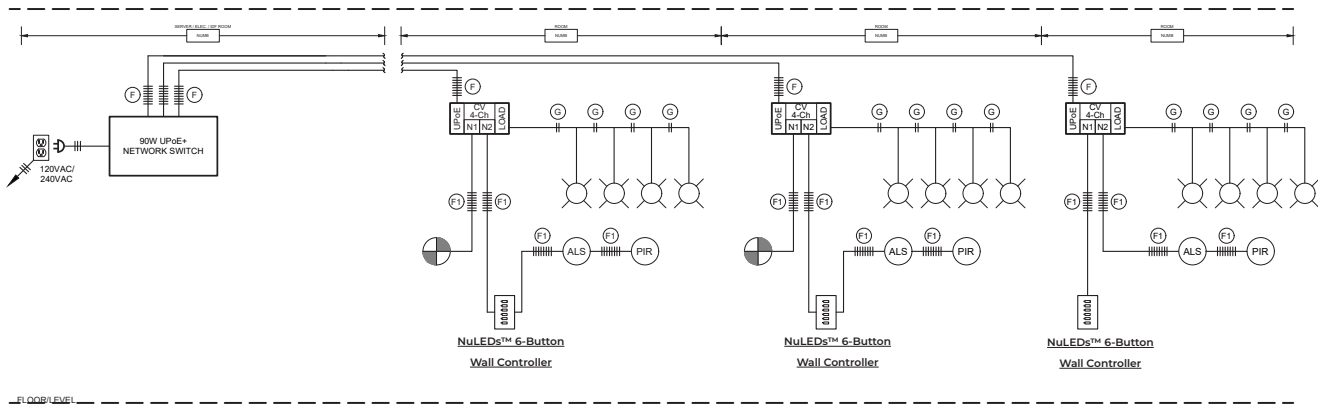 SERVER / ELEC. / IDF ROOM
NUMB
ROOM
NUMB
ROOM
NUMB
ROOM
NUMB
F
F
90W UPoE+
NETWORK SWITCH
120VAC/
240VAC
F
UPoE
CV
4-Ch
N1 N2
LOAD
G G G G
F1 F1
F1 F1
ALS PIR
NuLEDs™ 6-Button
Wall Controller
F
UPoE
CV
4-Ch
N1 N2
LOAD
G G G G
F1 F1
F1 F1
ALS PIR
NuLEDs™ 6-Button
Wall Controller
F
UPoE
CV
4-Ch
N1 N2
LOAD
G G G G
F1 F1
F1 F1
ALS PIR
NuLEDs™ 6-Button
Wall Controller
FLOOR/LEVEL